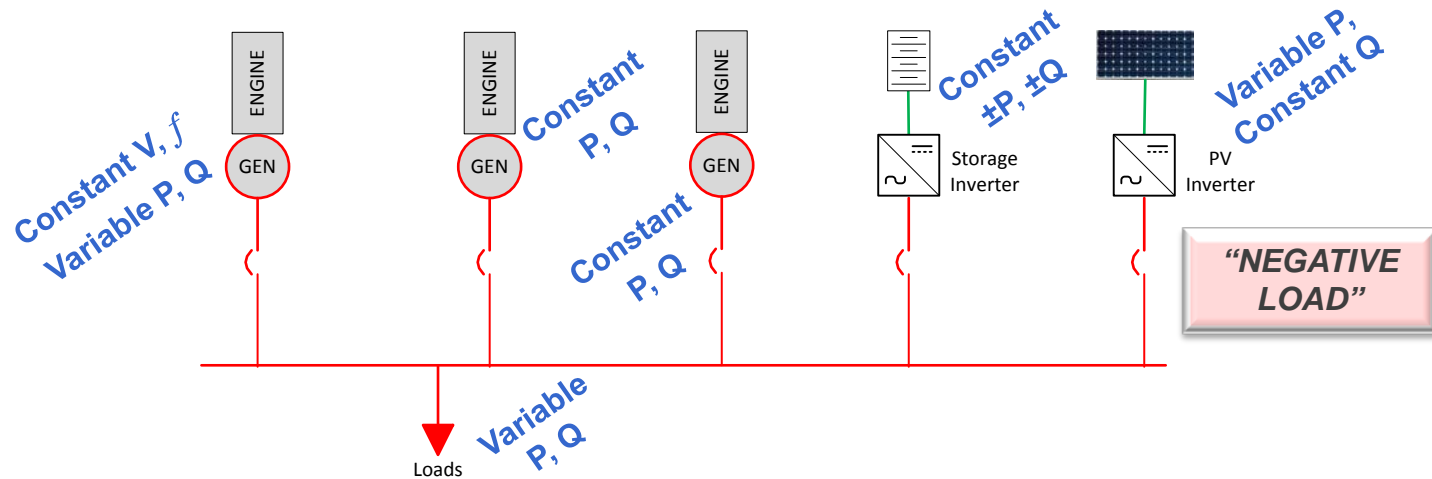 ENGINE
GEN
Constant V, f
Variable P, Q
ENGINE
GEN
Constant
P, Q
ENGINE
GEN
Constant
P, Q
Constant
±P, ±Q
Storage
Inverter
Variable P,
Constant Q
PV
Inverter
“NEGATIVE
LOAD”
Variable
P, Q
Loads